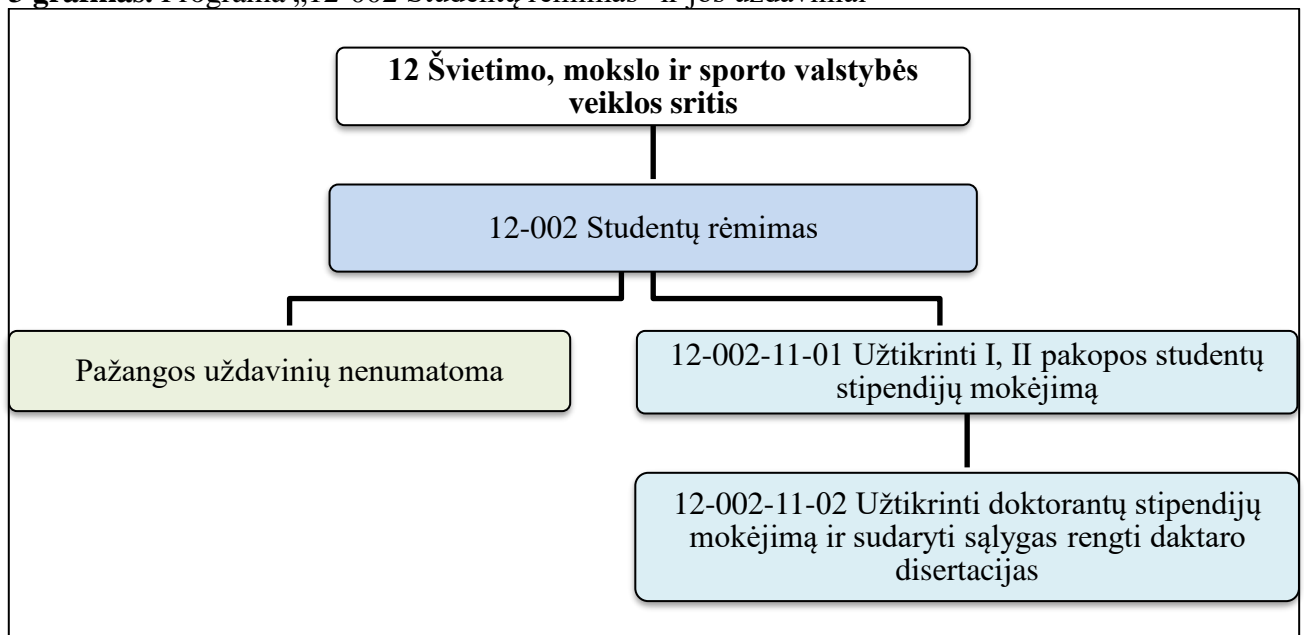 3 grafikas. Programa „12-002 Studentų rėmimas“ ir jos uždaviniai
12 Švietimo, mokslo ir sporto valstybės
veiklos sritis
12-002 Studentų rėmimas
Pažangos uždavinių nenumatoma
12-002-11-01 Užtikrinti I, II pakopos studentų
stipendijų mokėjimą
12-002-11-02 Užtikrinti doktorantų stipendijų
mokėjimą ir sudaryti sąlygas rengti daktaro
disertacijas